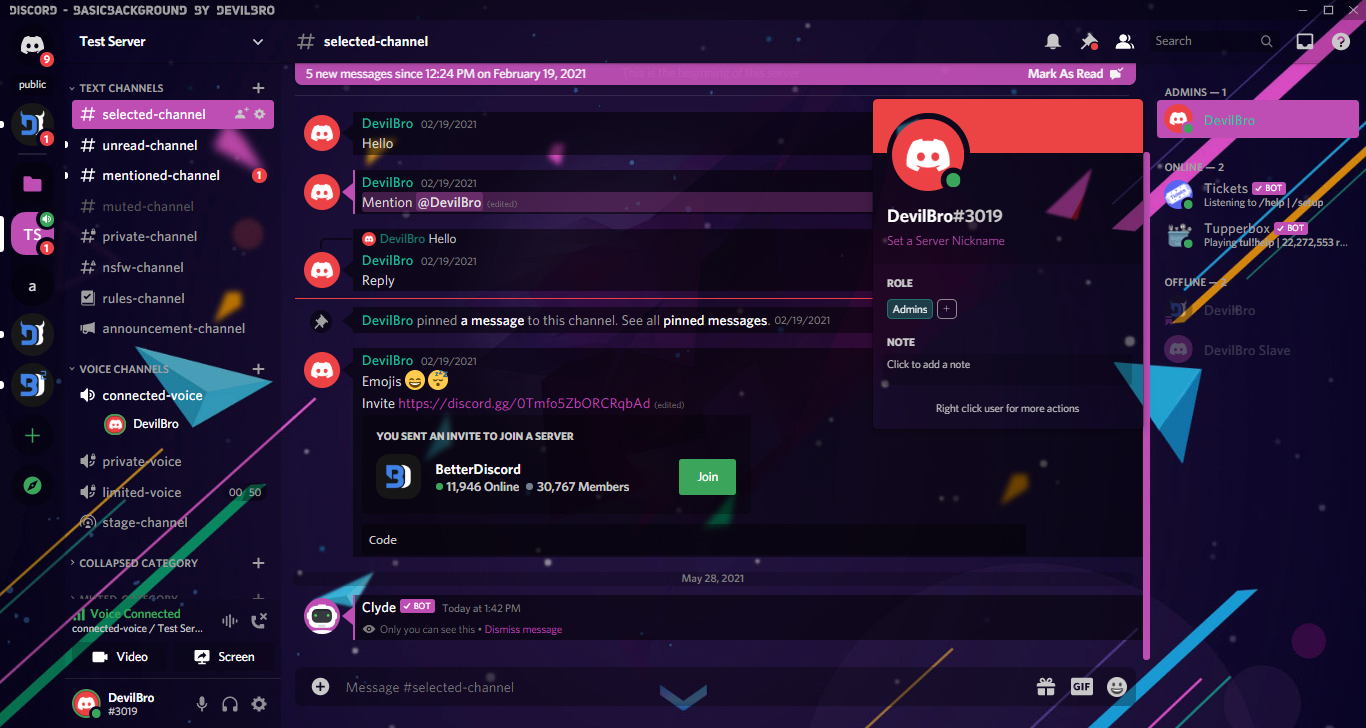 DISCORD - BASICBACKGROUND BY DEVILBRO
9
public
1
TS
1
a
Test Server
TEXT CHANNELS
selected-channel
unread-channel
mentioned-channel 1
muted-channel
private-channel
nsfw-channel
rules-channel
announcement-channel
VOICE CHANNELS
connected-voice
DevilBro
private-voice
limited-voice 00 50
stage-channel
COLLAPSED CATEGORY
MUTED CATEGORY
Voice Connected
connected-voice / Test Ser...
Video Screen
DevilBro
#3019
selected-channel
Search
5 new messages since 12:24 PM on February 19, 2021 Mark As Read
This is the beginning of this server.
DevilBro 02/19/2021
Hello
DevilBro 02/19/2021
Mention @DevilBro (edited)
DevilBro Hello
DevilBro 02/19/2021
Reply
DevilBro pinned a message to this channel. See all pinned messages. 02/19/2021
DevilBro 02/19/2021
Emojis
Invite https://discord.gg/0Tmfo5ZbORCRqbAd (edited)
YOU SENT AN INVITE TO JOIN A SERVER
BetterDiscord
11,946 Online 30,767 Members
Join
Code
May 28, 2021
Clyde BOT Today at 1:42 PM
Only you can see this • Dismiss message
Message #selected-channel
GIF
DevilBro#3019
Set a Server Nickname
ROLE
Admins +
NOTE
Click to add a note
Right click user for more actions
ADMINS — 1
DevilBro
ONLINE — 2
Tickets BOT
Listening to /help | /setup
Tupperbox BOT
Playing tul!help | 22,272,553 r...
OFFLINE — 2
DevilBro
DevilBro Slave